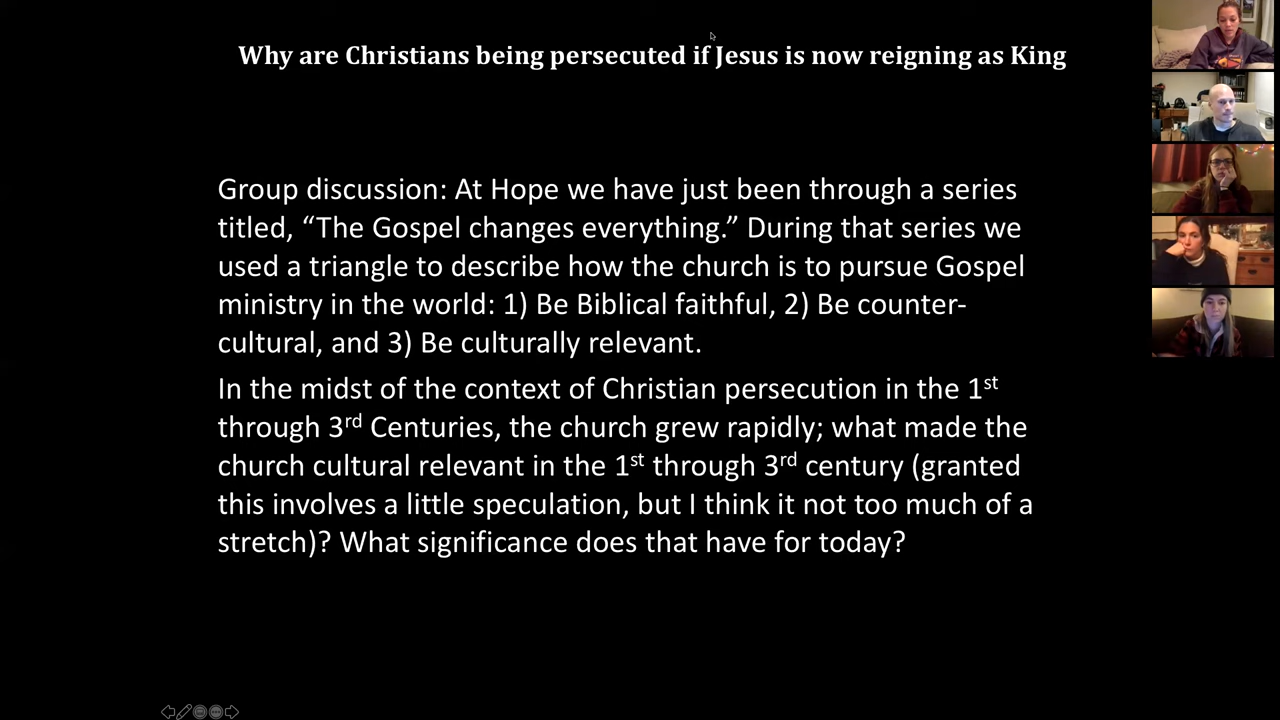 Why are Christians being persecuted if Jesus is now reigning as King
Group discussion: At Hope we have just been through a series
titled, “The Gospel changes everything.” During that series we
used a triangle to describe how the church is to pursue Gospel
ministry in the world: 1) Be Biblical faithful, 2) Be counter-
cultural, and 3) Be culturally relevant.
In the midst of the context of Christian persecution in the 1st
through 3rd Centuries, the church grew rapidly; what made the
church cultural relevant in the 1st through 3rd century (granted
this involves a little speculation, but I think it not too much of a
stretch)? What significance does that have for today?